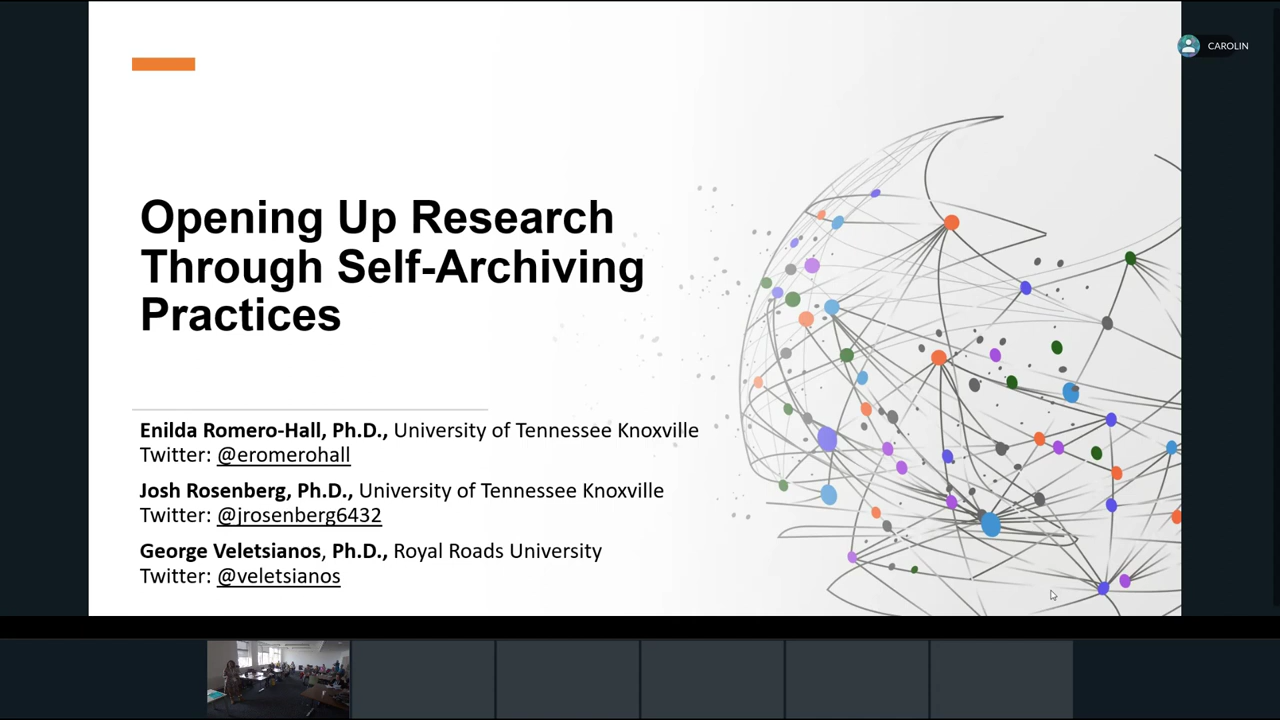 CAROLIN
Opening Up Research
Through Self-Archiving
Practices
Enilda Romero-Hall, Ph.D., University of Tennessee Knoxville
Twitter: @eromerohall
Josh Rosenberg, Ph.D., University of Tennessee Knoxville
Twitter: @jrosenberg6432
George Veletsianos, Ph.D., Royal Roads University
Twitter: @veletsianos